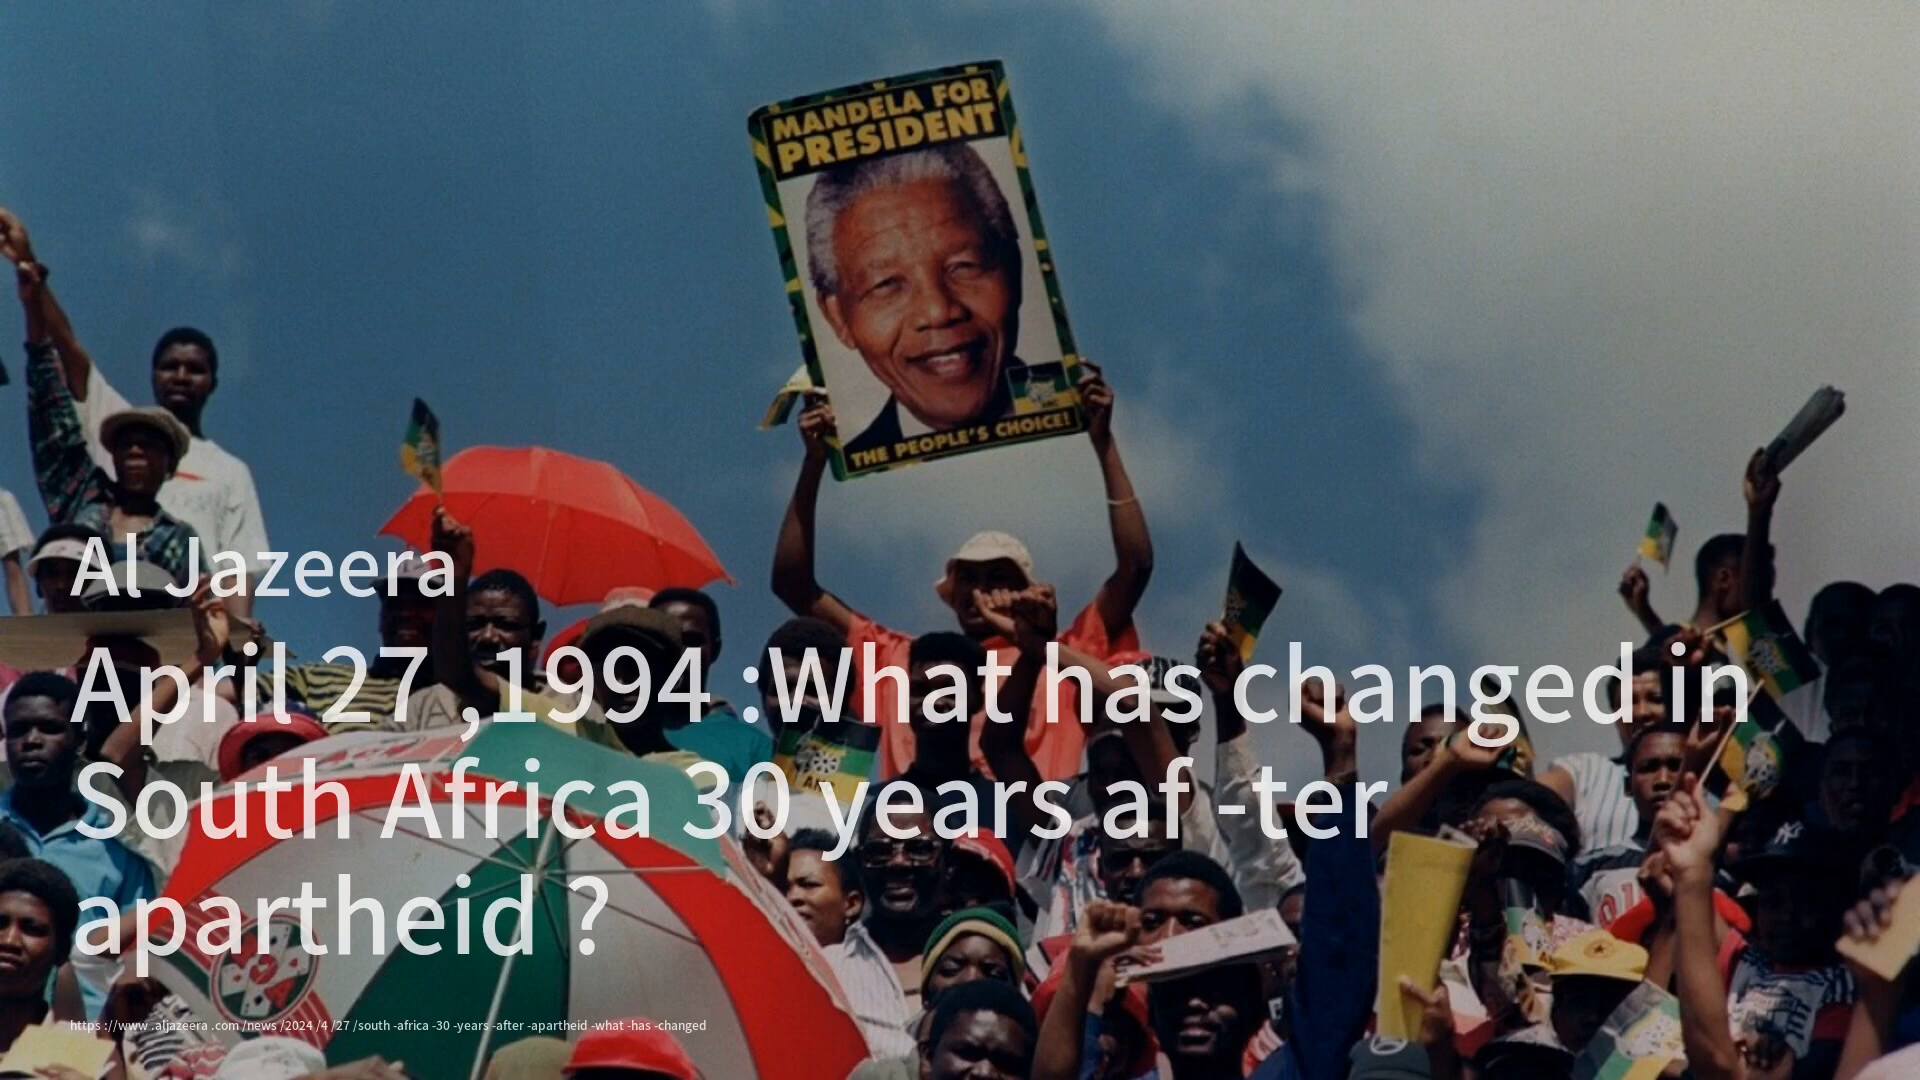 MANDELA FOR
PRESIDENT
THE PEOPLE'S CHOICE!
Al Jazeera
April 27 ,1994 :What has changed in
South Africa 30 years af -ter
apartheid ?
https ://www .aljazeera .com /news /2024 /4 /27 /south -africa -30 -years -after -apartheid -what -has -changed